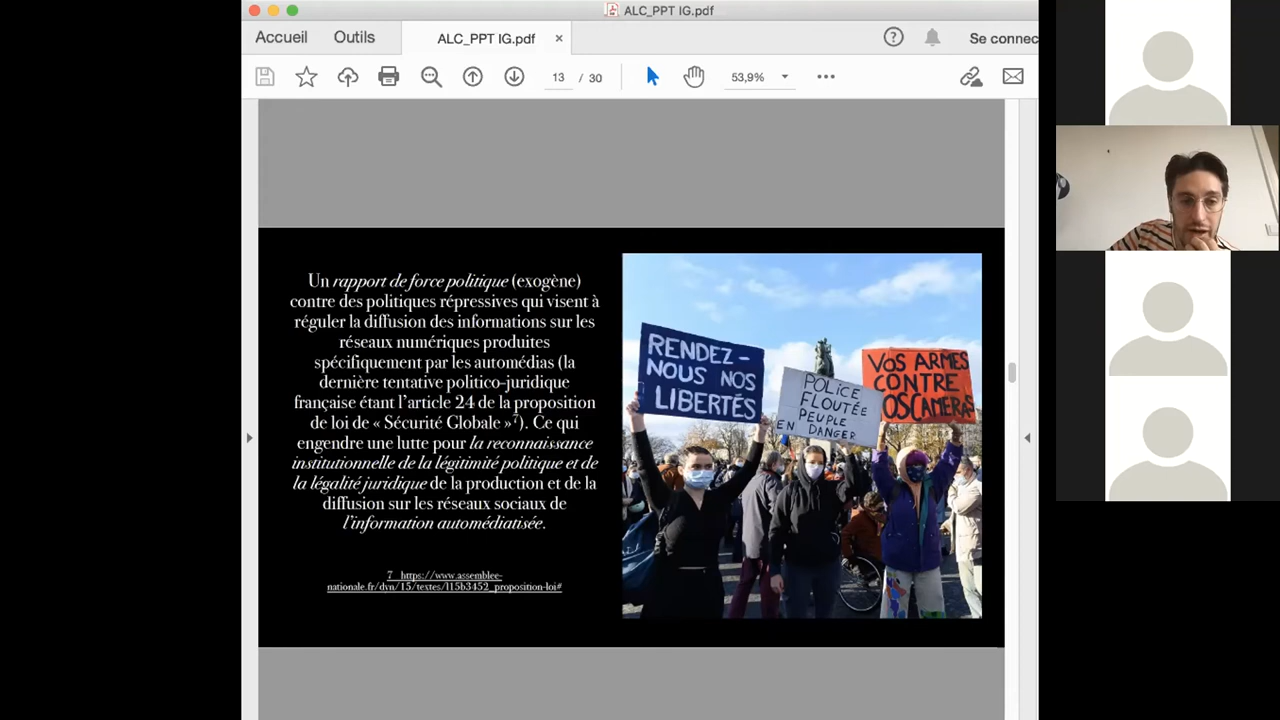 ALC_PPT IG.pdf
Accueil
Outils
ALC_PPT IG.pdf
Se connec
13 / 30
53,9%
Un rapport de force politique (exogène)
contre des politiques répressives qui visent à
réguler la diffusion des informations sur les
réseaux numériques produites
spécifiquement par les automédias (la
dernière tentative politico-juridique
française étant l'article 24 de la proposition
de loi de « Sécurité Globale »7). Ce qui
engendre une lutte pour la reconnaissance
institutionnelle de la légitimité politique et de
la légalité juridique de la production et de la
diffusion sur les réseaux sociaux de
l'information automédiatisée.
7 https://www.assemblee-
nationale.fr/dyn/15/textes/l15b3452_proposition-loi#
RENDEZ-
NOUS NOS
LIBERTÉS
POLICE
FLOUTÉE
PEUPLE
EN DANGER
VOS ARMES
CONTRE
NOS CAMERAS